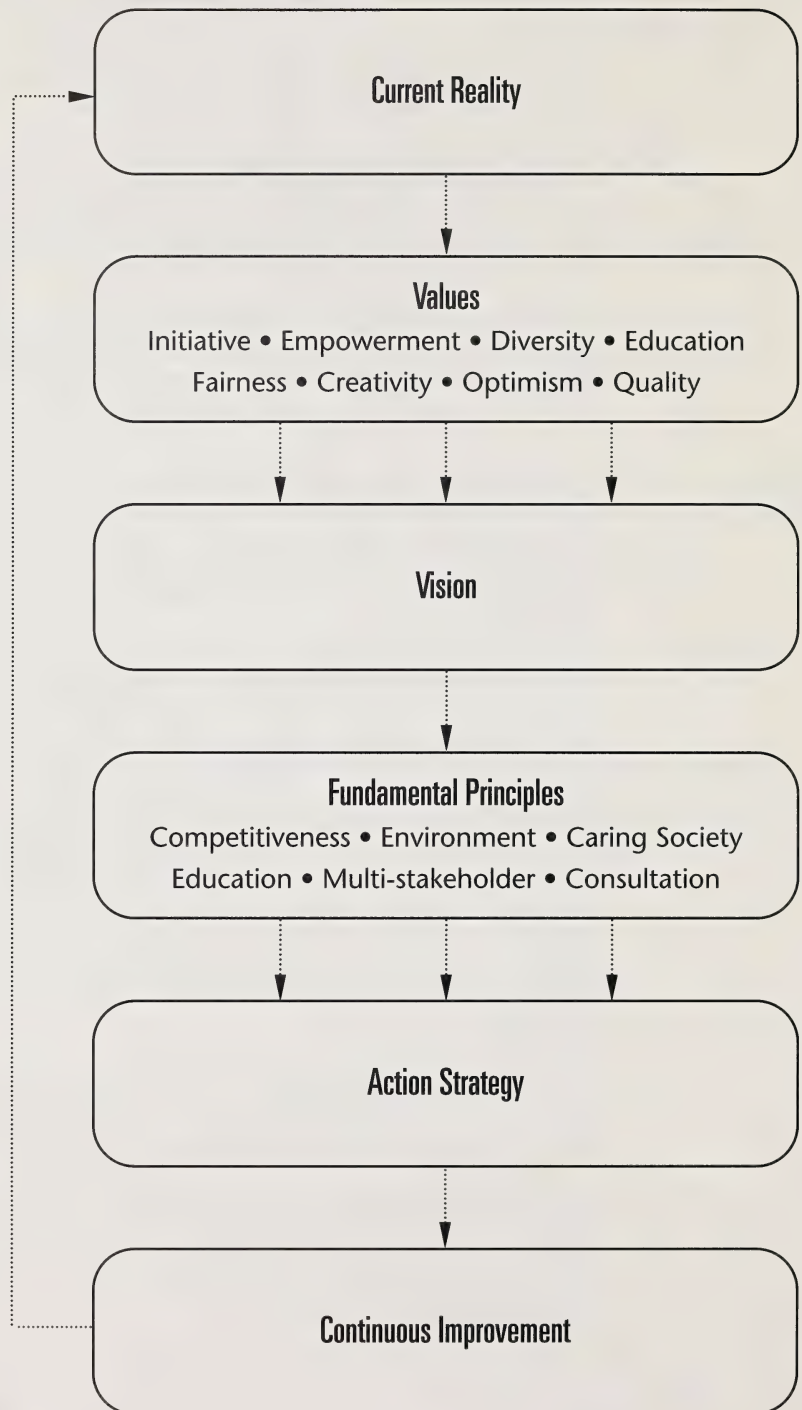 Current Reality
Values
Initiative • Empowerment • Diversity • Education
Fairness • Creativity • Optimism • Quality
Vision
Fundamental Principles
Competitiveness • Environment • Caring Society
Education • Multi-stakeholder • Consultation
Action Strategy
Continuous Improvement